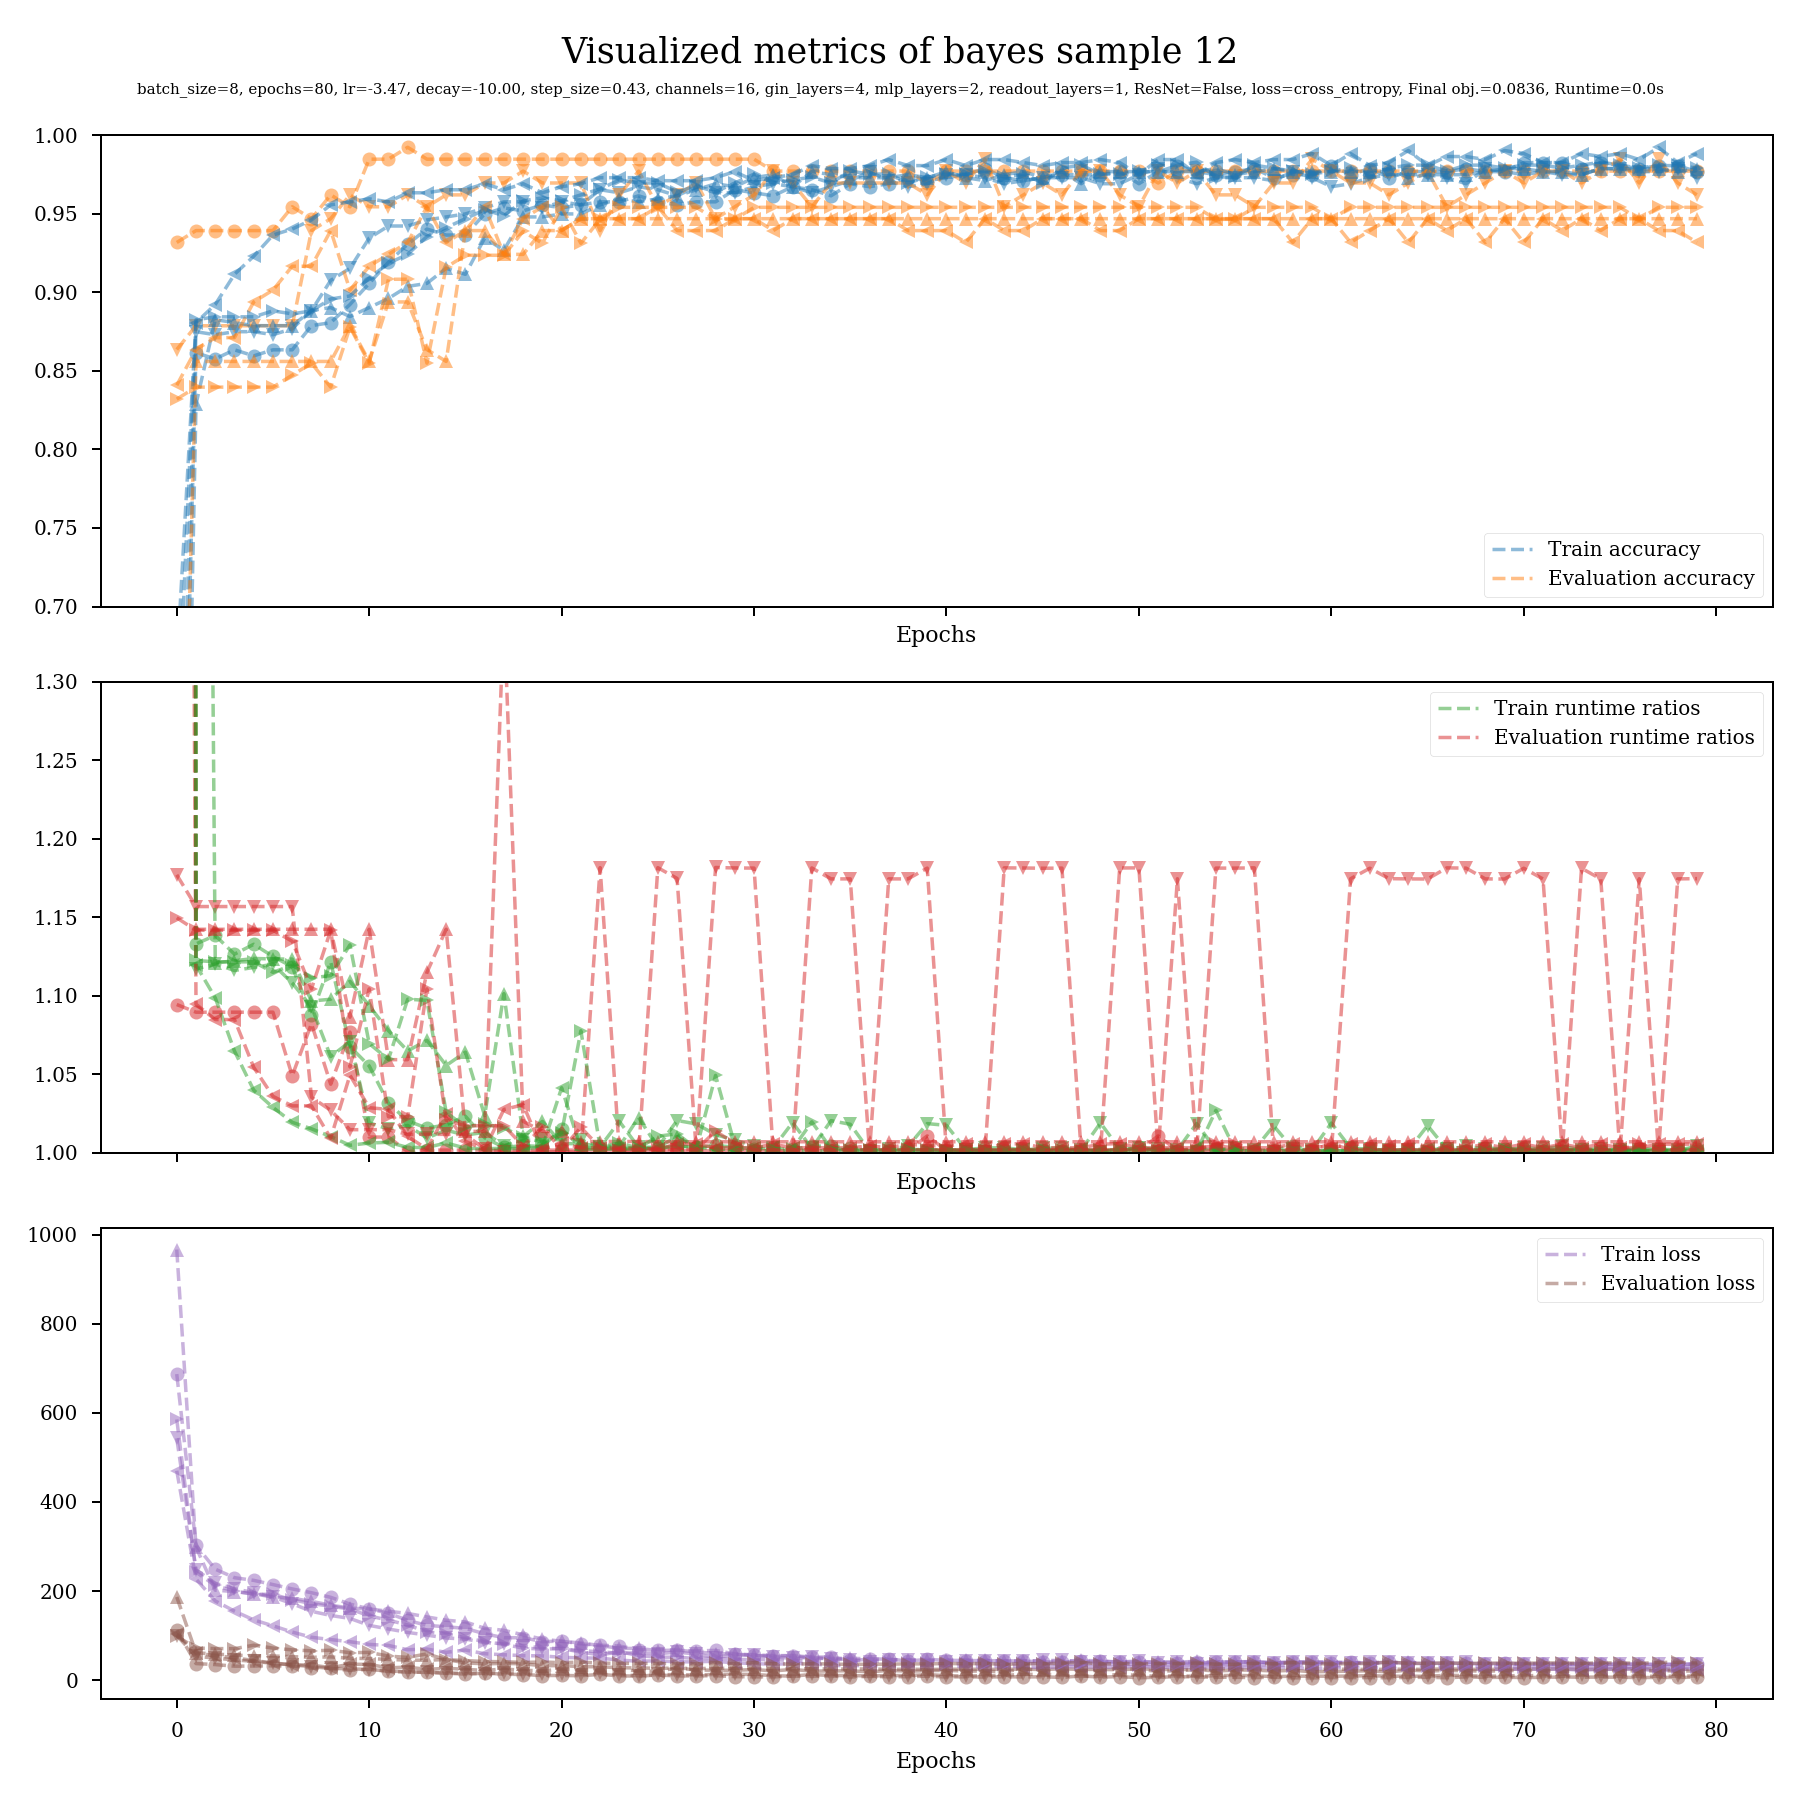 Visualized metrics of bayes sample 12
batch_size=8, epochs=80, lr=-3.47, decay=-10.00, step_size=0.43, channels=16, gin_layers=4, mlp_layers=2, readout_layers=1, ResNet=False, loss=cross_entropy, Final obj.=0.0836, Runtime=0.0s
1.00
0.95
0.90
0.85
0.80
0.75
0.70
Train accuracy
Evaluation accuracy
Epochs
1.30
1.25
1.20
1.15
1.10
1.05
1.00
Train runtime ratios
Evaluation runtime ratios
Epochs
1000
800
600
400
200
0
Train loss
Evaluation loss
0 10 20 30 40 50 60 70 80
Epochs